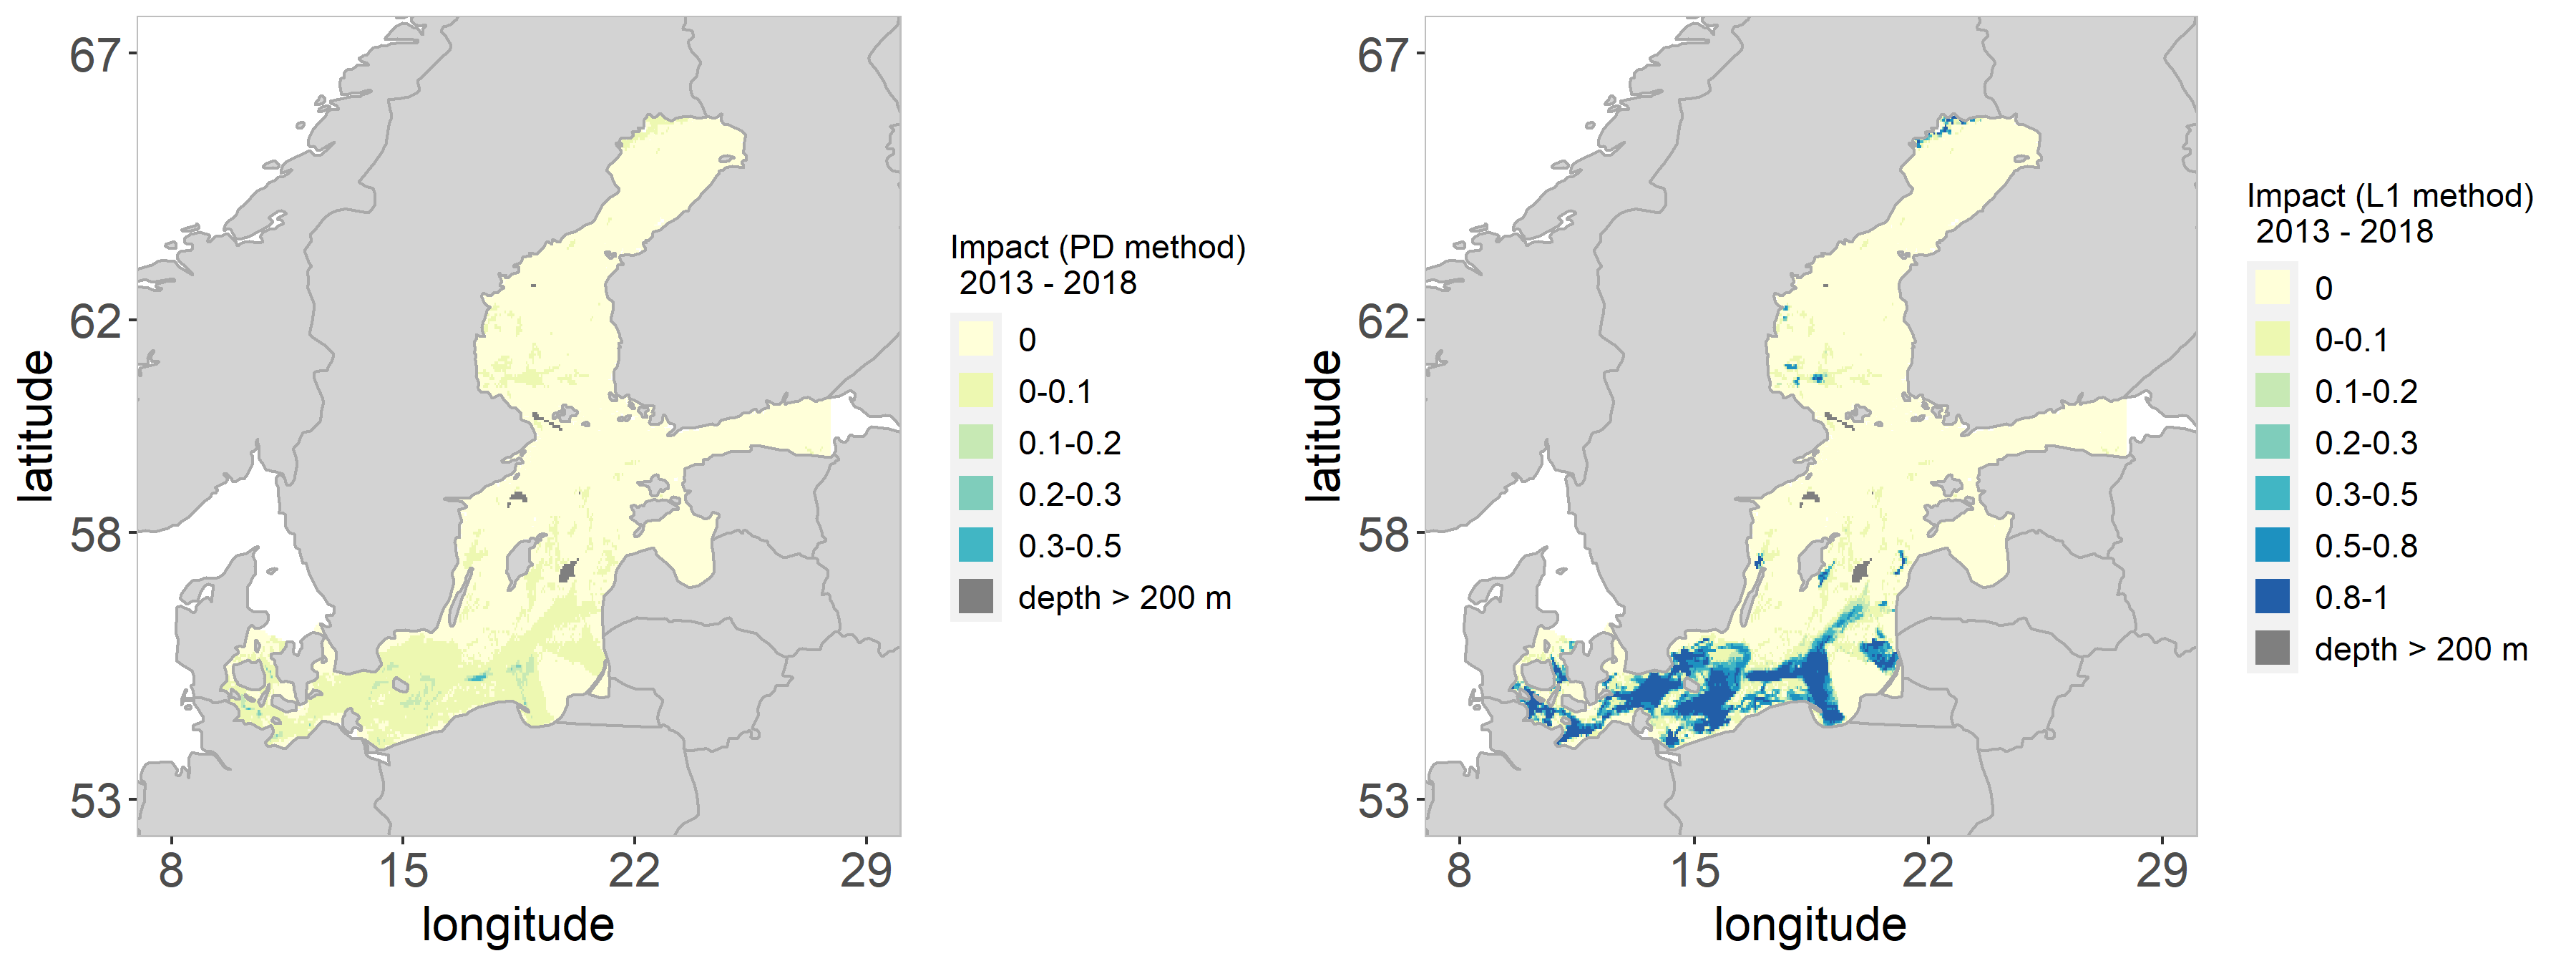 67
62
58
53
latitude
8
15
22
29
longitude
Impact (PD method)
2013 - 2018
0
0-0.1
0.1-0.2
0.2-0.3
0.3-0.5
depth > 200 m
67
62
58
53
latitude
8
15
22
29
longitude
Impact (L1 method)
2013 - 2018
0
0-0.1
0.1-0.2
0.2-0.3
0.3-0.5
0.5-0.8
0.8-1
depth > 200 m